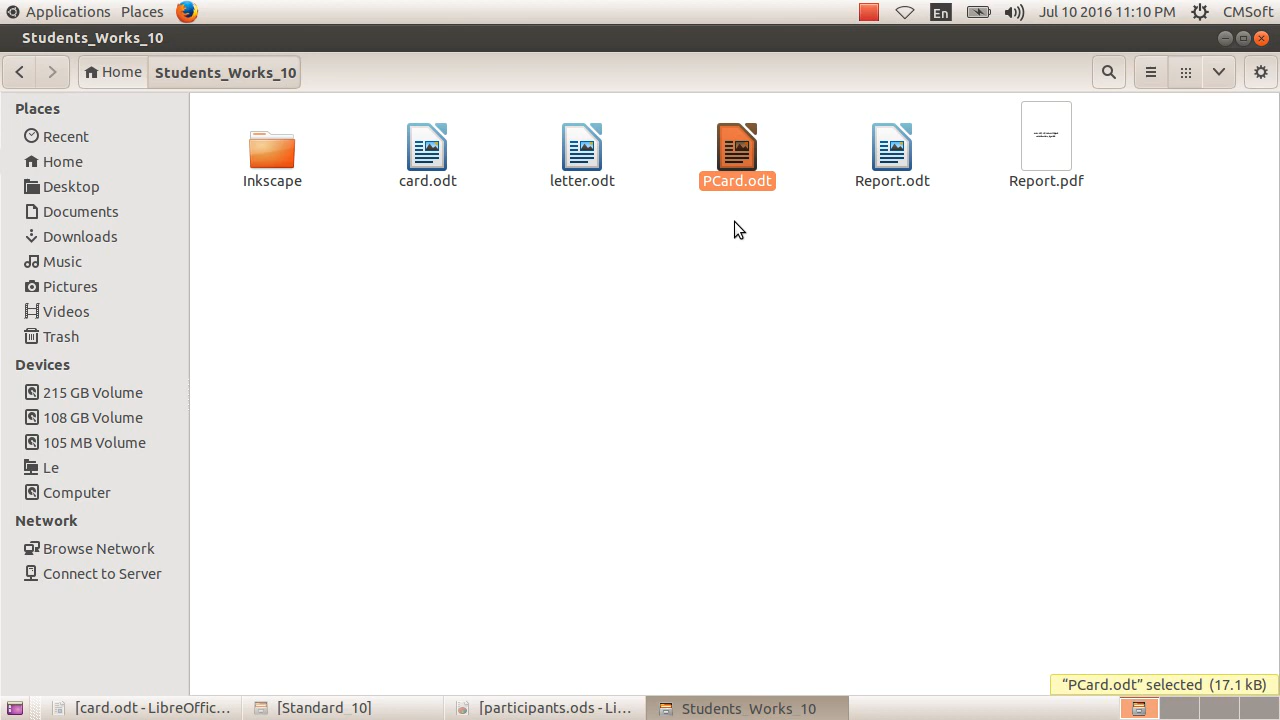 Applications Places En Jul 10 2016 11:10 PM CMSoft
Students_Works_10
Home Students_Works_10
Places
Recent
Home
Desktop
Documents
Downloads
Music
Pictures
Videos
Trash
Devices
215 GB Volume
108 GB Volume
105 MB Volume
Le
Computer
Network
Browse Network
Connect to Server
Inkscape card.odt letter.odt PCard.odt Report.odt Report.pdf
“PCard.odt” selected (17.1 kB)
[card.odt - LibreOffic... [Standard_10] [participants.ods - Li... Students_Works_10